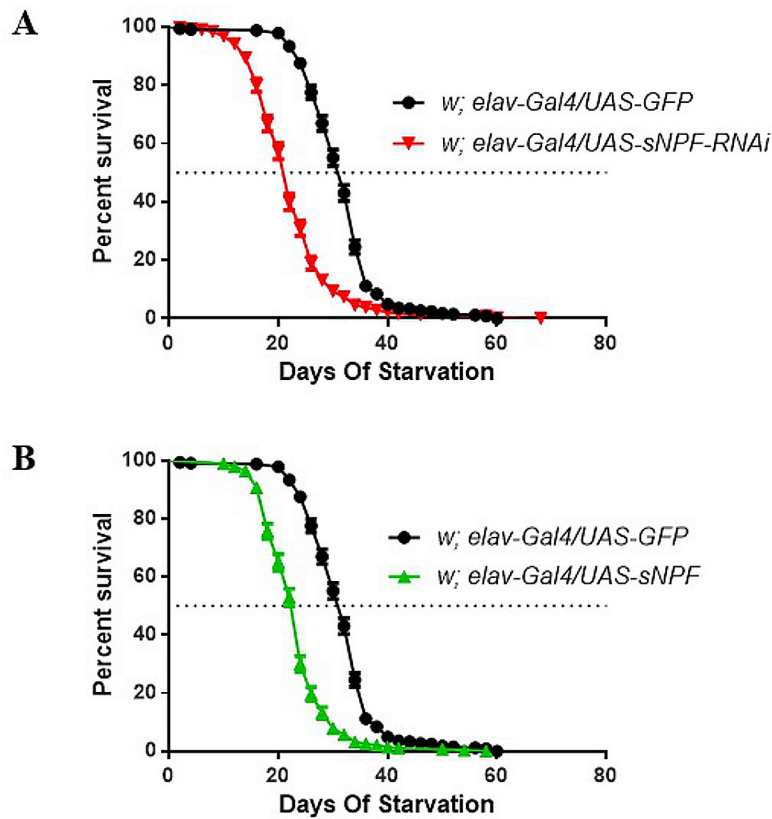 A
100
80
60
40
20
0
Percent survival
w; elav-Gal4/UAS-GFP
w; elav-Gal4/UAS-sNPF-RNAi
0 20 40 60 80
Days Of Starvation
B
100
80
60
40
20
0
Percent survival
w; elav-Gal4/UAS-GFP
w; elav-Gal4/UAS-sNPF
0 20 40 60 80
Days Of Starvation